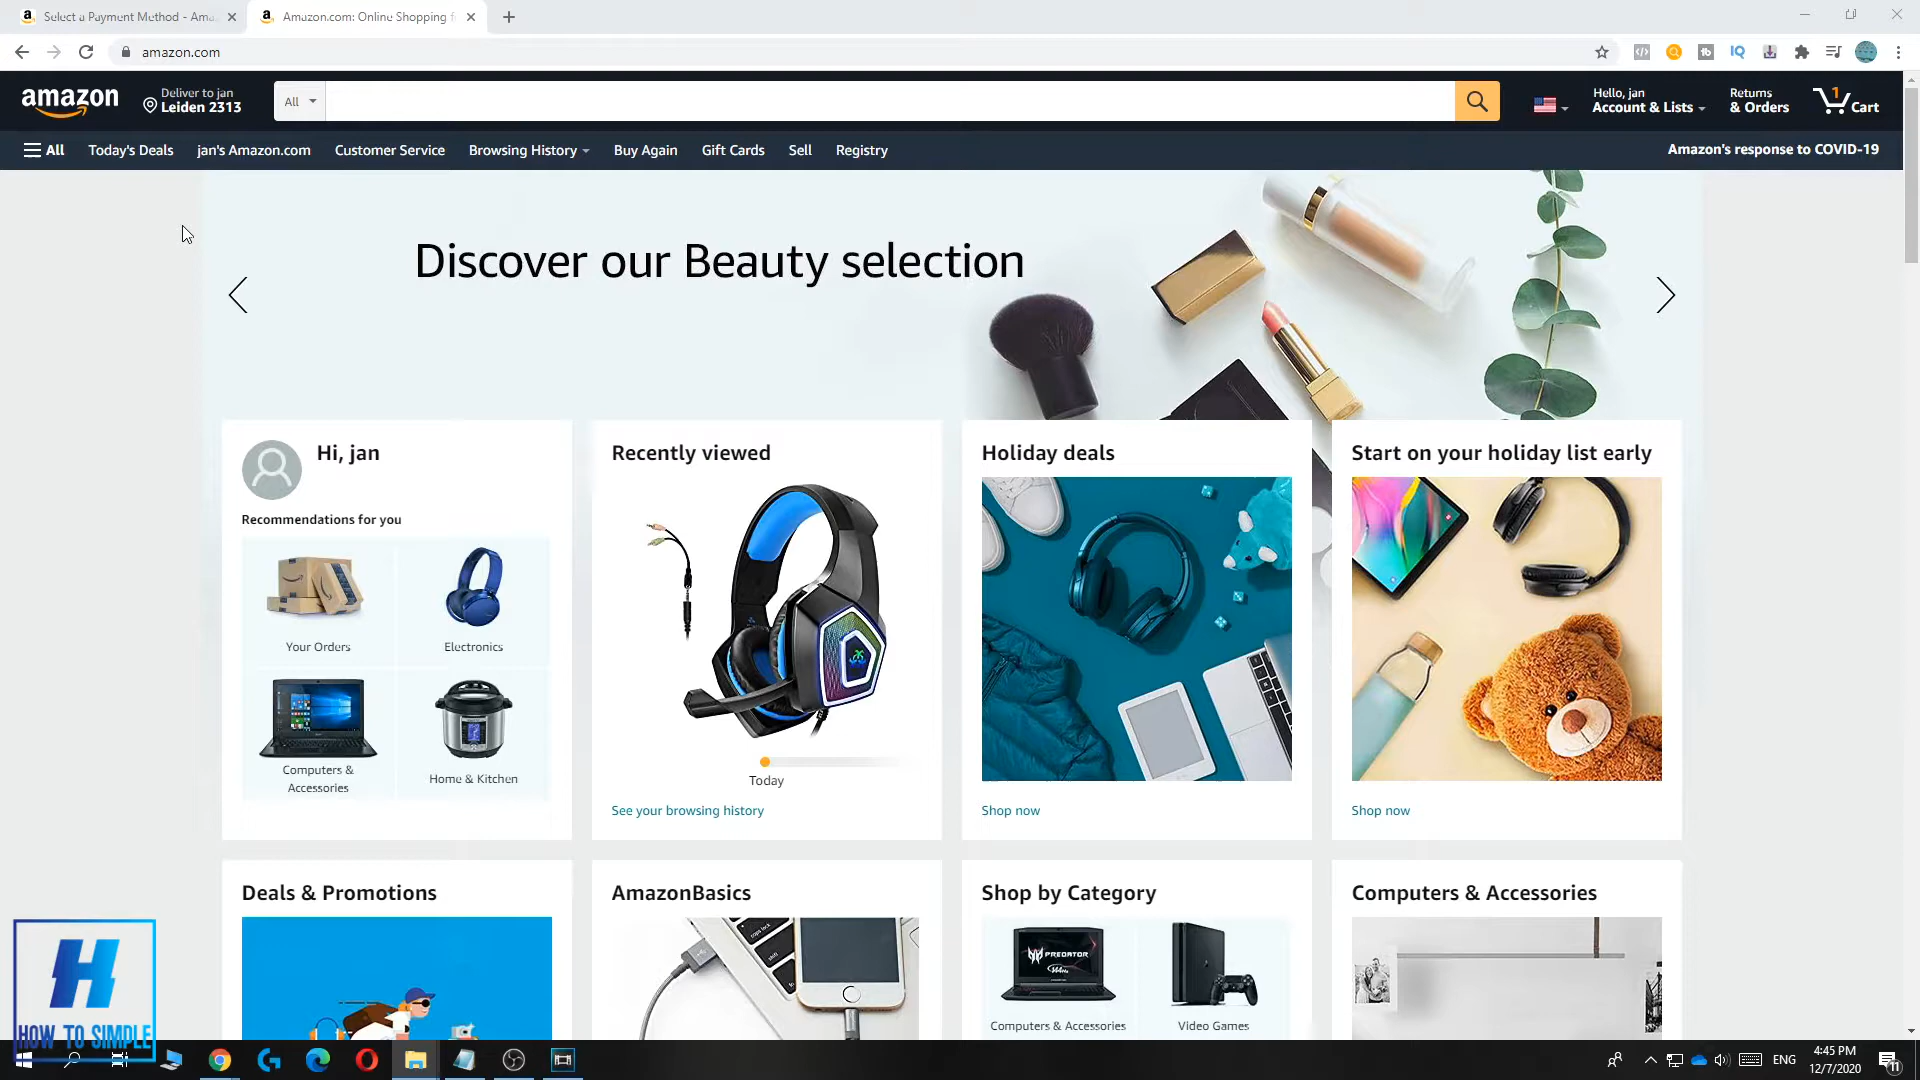 Select a Payment Method - Ama
Amazon.com: Online Shopping f
amazon.com
amazon
Deliver to jan
Leiden 2313
All
Hello, jan
Account & Lists
Returns
& Orders
1
Cart
All
Today's Deals
jan's Amazon.com
Customer Service
Browsing History
Buy Again
Gift Cards
Sell
Registry
Amazon's response to COVID-19
Discover our Beauty selection
Hi, jan
Recommendations for you
Your Orders
Electronics
Computers &
Accessories
Home & Kitchen
Recently viewed
Today
See your browsing history
Holiday deals
Shop now
Start on your holiday list early
Shop now
Deals & Promotions
AmazonBasics
Shop by Category
PREDATOR
Computers & Accessories
Video Games
Computers & Accessories
H
HOW TO SIMPLE
ENG
4:45 PM
12/7/2020
11